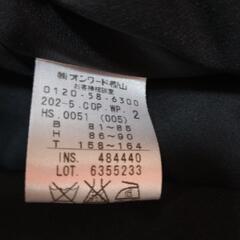 ㈱オンワード樫山
お客様相談室
0120-58-6300
202-5.COP.WP. 2
HS.0051 (005)
B 81~85
H 86~90
T 158~164
INS. 484440
LOT. 6355233